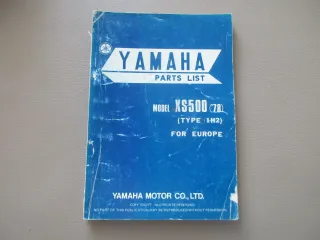 YAMAHA
PARTS LIST
MODEL XS500 ('78)
(TYPE 1H2)
FOR EUROPE
YAMAHA MOTOR CO., LTD.